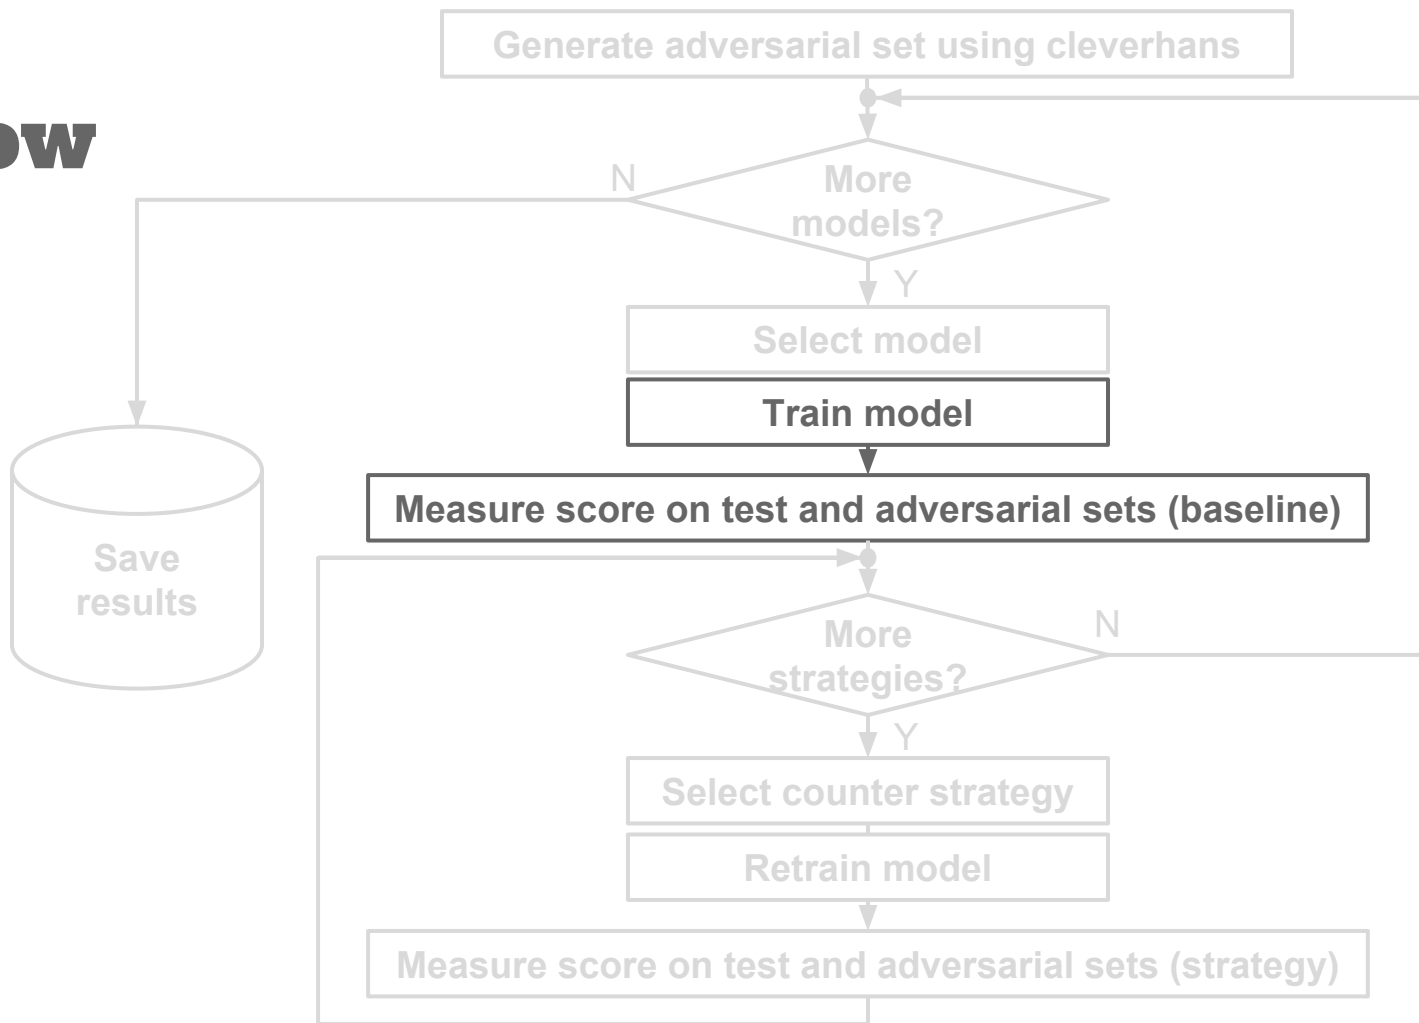 Generate adversarial set using cleverhans
ow
N
More
models?
Y
Select model
Train model
Measure score on test and adversarial sets (baseline)
Save
results
More
strategies?
N
Y
Select counter strategy
Retrain model
Measure score on test and adversarial sets (strategy)